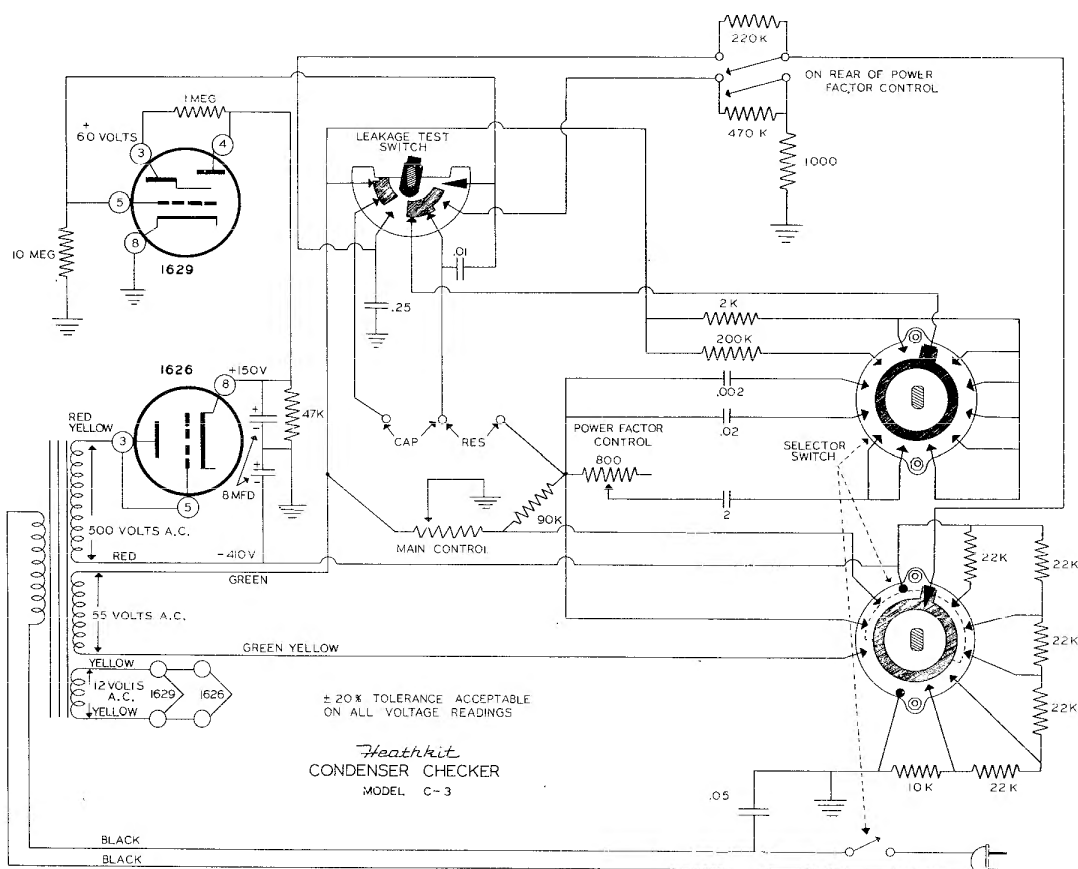 220K
ON REAR OF POWER
FACTOR CONTROL
470 K
1000
1 MEG
+
60 VOLTS
3
4
5
8
10 MEG
1629
LEAKAGE TEST
SWITCH
.01
.25
2K
200K
.002
.02
1626
+150V
8
RED
YELLOW
3
5
47K
8 MFD
+
-
+
-
CAP
RES
POWER FACTOR
CONTROL
800
SELECTOR
SWITCH
2
90K
MAIN CONTROL
500 VOLTS A.C.
RED
-410V
GREEN
55 VOLTS A.C.
GREEN YELLOW
22K
22K
22K
22K
YELLOW
12 VOLTS
A.C.
YELLOW
1629
1626
± 20% TOLERANCE ACCEPTABLE
ON ALL VOLTAGE READINGS
Heathkit
CONDENSER CHECKER
MODEL C-3
10K
22K
.05
BLACK
BLACK